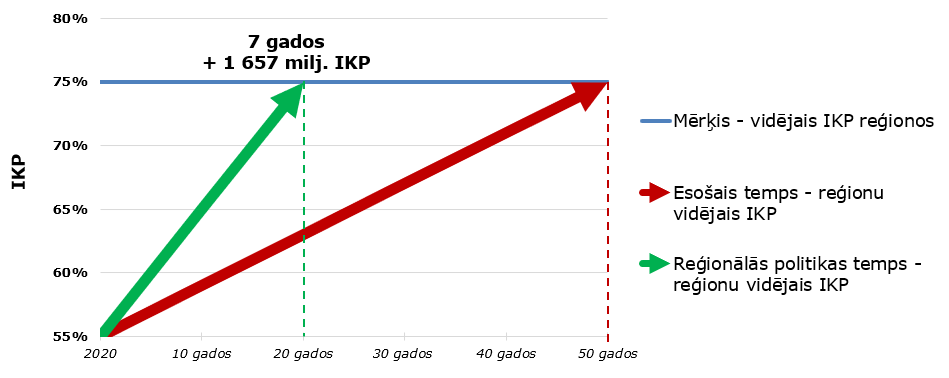 80%
7 gados
+ 1 657 milj. IKP
75%
70%
65%
60%
55%
IKP
2020
10 gados
20 gados
30 gados
40 gados
50 gados
Mērķis - vidējais IKP reģionos
Esošais temps - reģionu
vidējais IKP
Reģionālās politikas temps -
reģionu vidējais IKP